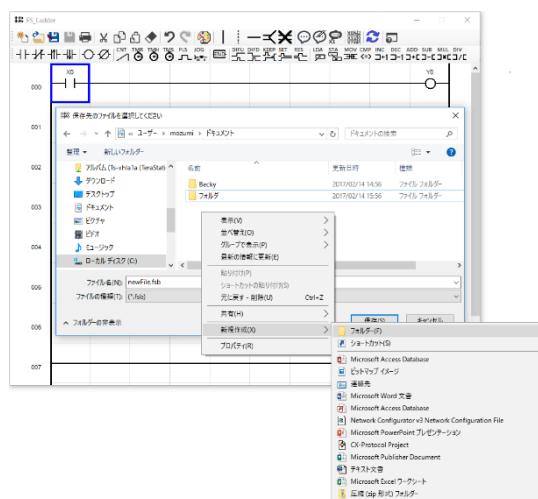 FS_Ladder
CNT TMR TMH TMS FLS JOG DIFU DIFD KEEP SET RES LDA STA MOV CMP INC DEC ADD SUB MUL DIV
X0 Y0
000
保存先のファイルを選択してください
001
« ユーザー › mozumi › ドキュメント
ドキュメントの検索
整理 新しいフォルダー
002
アルバム (Ts-xhla1a (TeraStati
名前 更新日時 種類
ダウンロード
Becky 2017/02/14 14:56 ファイル フォルダー
デスクトップ
フォルダ 2017/02/14 15:56 ファイル フォルダー
003
ドキュメント
ピクチャ
ビデオ
004
ミュージック
ローカル ディスク (C:)
表示(V)
並べ替え(O)
グループで表示(P)
最新の情報に更新(E)
貼り付け(P)
ショートカットの貼り付け(S)
元に戻す - 削除(U) Ctrl+Z
共有(H)
新規作成(X)
プロパティ(R)
005
ファイル名(N): newFile.fsb
ファイルの種類(T): (*.fsb)
006
フォルダーの非表示
保存(S) キャンセル
007
フォルダー(F)
ショートカット(S)
Microsoft Access Database
ビットマップ イメージ
連絡先
Microsoft Word 文書
Microsoft Access Database
Network Configurator v3 Network Configuration File
Microsoft PowerPoint プレゼンテーション
CX-Protocol Project
Microsoft Publisher Document
テキスト文書
Microsoft Excel ワークシート
圧縮 (zip 形式) フォルダー